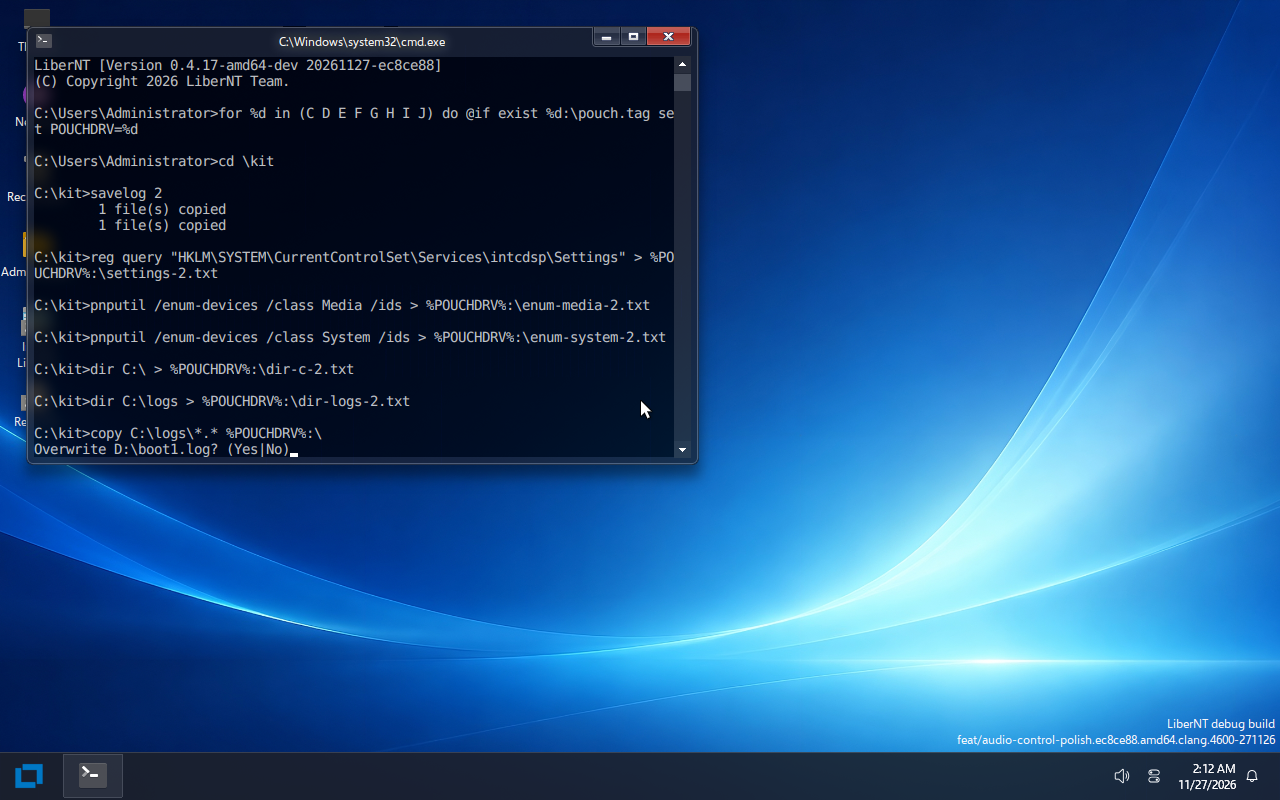 C:\Windows\system32\cmd.exe
LiberNT [Version 0.4.17-amd64-dev 20261127-ec8ce88]
(C) Copyright 2026 LiberNT Team.
C:\Users\Administrator>for %d in (C D E F G H I J) do @if exist %d:\pouch.tag se
t POUCHDRV=%d
C:\Users\Administrator>cd \kit
C:\kit>savelog 2
1 file(s) copied
1 file(s) copied
C:\kit>reg query "HKLM\SYSTEM\CurrentControlSet\Services\intcdsp\Settings" > %PO
UCHDRV%:\settings-2.txt
C:\kit>pnputil /enum-devices /class Media /ids > %POUCHDRV%:\enum-media-2.txt
C:\kit>pnputil /enum-devices /class System /ids > %POUCHDRV%:\enum-system-2.txt
C:\kit>dir C:\ > %POUCHDRV%:\dir-c-2.txt
C:\kit>dir C:\logs > %POUCHDRV%:\dir-logs-2.txt
C:\kit>copy C:\logs\*.* %POUCHDRV%:\
Overwrite D:\boot1.log? (Yes|No)
LiberNT debug build
feat/audio-control-polish.ec8ce88.amd64.clang.4600-271126
2:12 AM
11/27/2026